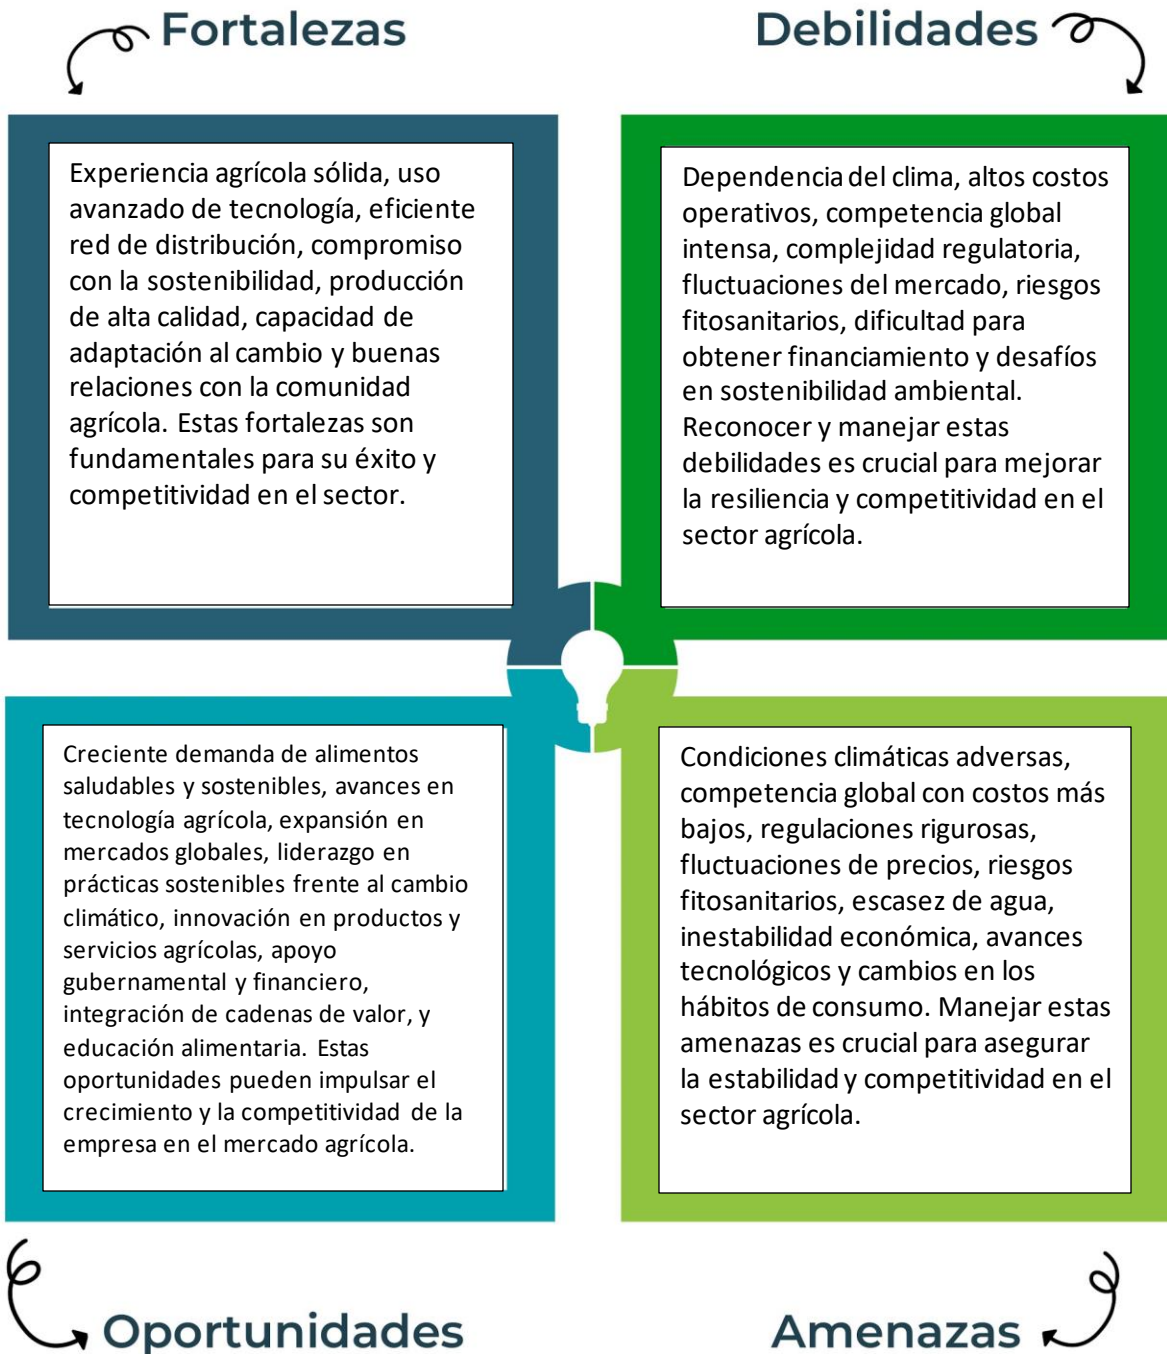 Fortalezas
Experiencia agrícola sólida, uso
avanzado de tecnología, eficiente
red de distribución, compromiso
con la sostenibilidad, producción
de alta calidad, capacidad de
adaptación al cambio y buenas
relaciones con la comunidad
agrícola. Estas fortalezas son
fundamentales para su éxito y
competitividad en el sector.
Debilidades
Dependencia del clima, altos costos
operativos, competencia global
intensa, complejidad regulatoria,
fluctuaciones del mercado, riesgos
fitosanitarios, dificultad para
obtener financiamiento y desafíos
en sostenibilidad ambiental.
Reconocer y manejar estas
debilidades es crucial para mejorar
la resiliencia y competitividad en el
sector agrícola.
Creciente demanda de alimentos
saludables y sostenibles, avances en
tecnología agrícola, expansión en
mercados globales, liderazgo en
prácticas sostenibles frente al cambio
climático, innovación en productos y
servicios agrícolas, apoyo
gubernamental y financiero,
integración de cadenas de valor, y
educación alimentaria. Estas
oportunidades pueden impulsar el
crecimiento y la competitividad de la
empresa en el mercado agrícola.
Oportunidades
Condiciones climáticas adversas,
competencia global con costos más
bajos, regulaciones rigurosas,
fluctuaciones de precios, riesgos
fitosanitarios, escasez de agua,
inestabilidad económica, avances
tecnológicos y cambios en los
hábitos de consumo. Manejar estas
amenazas es crucial para asegurar
la estabilidad y competitividad en el
sector agrícola.
Amenazas